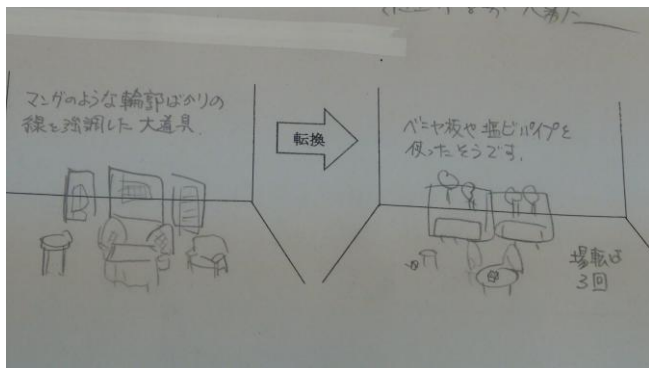 マンガのような輪郭ばかりの
線を強調した大道具.
転換
ベニヤ板や塩ビパイプを
使ったそうです.
場転は
3回